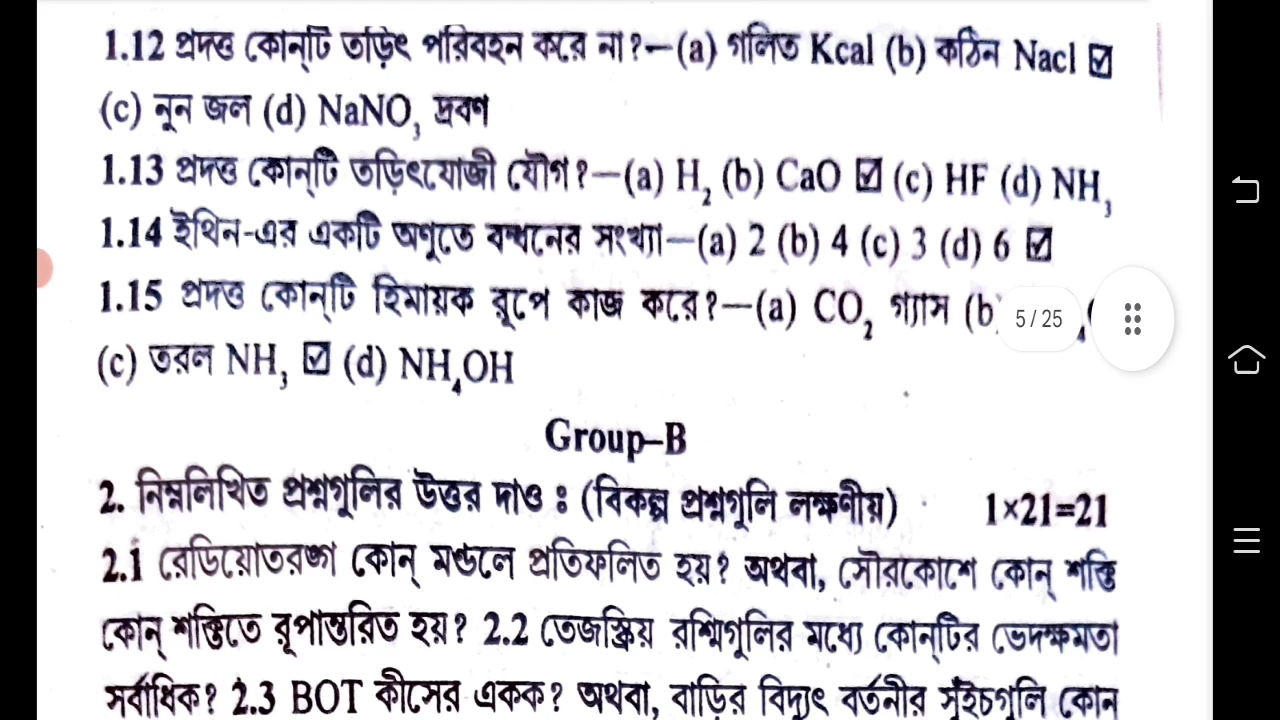 1.12 প্রদত্ত কোন্‌টি তড়িৎ পরিবহন করে না?—(a) গলিত Kcal (b) কঠিন Nacl ☑
(c) নুন জল (d) NaNO₃ দ্রবণ
1.13 প্রদত্ত কোন্‌টি তড়িৎযোজী যৌগ?—(a) H₂ (b) CaO ☑ (c) HF (d) NH₃
1.14 ইথিন-এর একটি অণুতে বন্ধনের সংখ্যা—(a) 2 (b) 4 (c) 3 (d) 6 ☑
1.15 প্রদত্ত কোন্‌টি হিমায়ক রূপে কাজ করে?—(a) CO₂ গ্যাস (b)
5 / 25
(c) তরল NH₃ ☑ (d) NH₄OH
Group–B
2. নিম্নলিখিত প্রশ্নগুলির উত্তর দাও : (বিকল্প প্রশ্নগুলি লক্ষণীয়) 1×21=21
2.1 রেডিয়োতরঙ্গ কোন্ মণ্ডলে প্রতিফলিত হয়? অথবা, সৌরকোশে কোন্ শক্তি
কোন্ শক্তিতে রূপান্তরিত হয়? 2.2 তেজস্ক্রিয় রশ্মিগুলির মধ্যে কোন্‌টির ভেদক্ষমতা
সর্বাধিক? 2.3 BOT কীসের একক? অথবা, বাড়ির বিদ্যুৎ বর্তনীর সুঁইচগুলি কোন